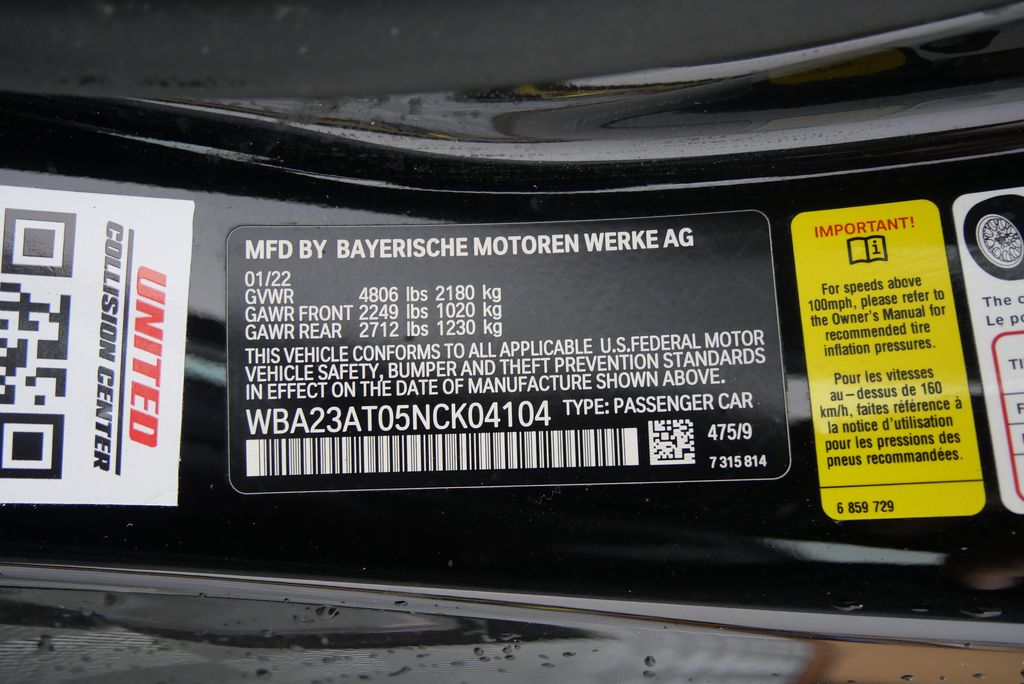 UNITED
COLLISION CENTER
MFD BY BAYERISCHE MOTOREN WERKE AG
01/22
GVWR 4806 lbs 2180 kg
GAWR FRONT 2249 lbs 1020 kg
GAWR REAR 2712 lbs 1230 kg
THIS VEHICLE CONFORMS TO ALL APPLICABLE U.S.FEDERAL MOTOR
VEHICLE SAFETY, BUMPER AND THEFT PREVENTION STANDARDS
IN EFFECT ON THE DATE OF MANUFACTURE SHOWN ABOVE.
WBA23AT05NCK04104 TYPE: PASSENGER CAR
475/9
7 315 814
IMPORTANT!
For speeds above
100mph, please refer to
the Owner's Manual for
recommended tire
inflation pressures.
Pour les vitesses
au – dessus de 160
km/h, faites référence à
la notice d'utilisation
pour les pressions des
pneus recommandées.
6 859 729
The
Le